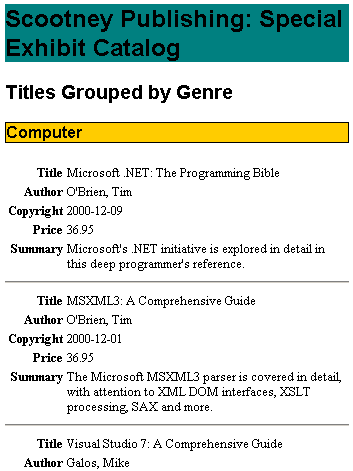 Scootney Publishing: Special
Exhibit Catalog
Titles Grouped by Genre
Computer
Title Microsoft .NET: The Programming Bible
Author O'Brien, Tim
Copyright 2000-12-09
Price 36.95
Summary Microsoft's .NET initiative is explored in detail in
this deep programmer's reference.
Title MSXML3: A Comprehensive Guide
Author O'Brien, Tim
Copyright 2000-12-01
Price 36.95
Summary The Microsoft MSXML3 parser is covered in detail,
with attention to XML DOM interfaces, XSLT
processing, SAX and more.
Title Visual Studio 7: A Comprehensive Guide
Author Galos, Mike